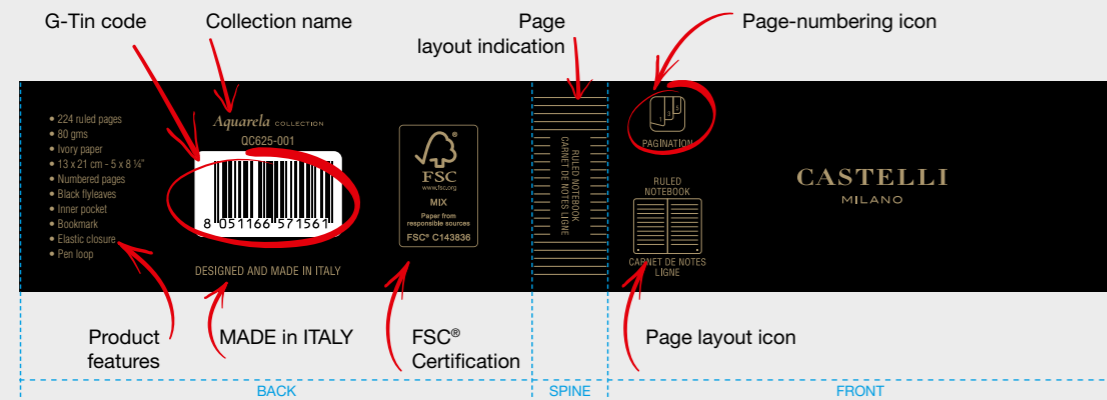 G-Tin code
Collection name
Page
layout indication
Page-numbering icon
• 224 ruled pages
• 80 gms
• Ivory paper
• 13 x 21 cm - 5 x 8 ¼”
• Numbered pages
• Black flyleaves
• Inner pocket
• Bookmark
• Elastic closure
• Pen loop
Aquarela COLLECTION
QC625-001
8 051166 571561
DESIGNED AND MADE IN ITALY
FSC®
www.fsc.org
MIX
Paper from
responsible sources
FSC® C143836
RULED NOTEBOOK
CARNET DE NOTES LIGNE
1 3 5
PAGINATION
RULED
NOTEBOOK
CARNET DE NOTES
LIGNE
CASTELLI
MILANO
Product
features
MADE in ITALY
FSC®
Certification
Page layout icon
BACK
SPINE
FRONT